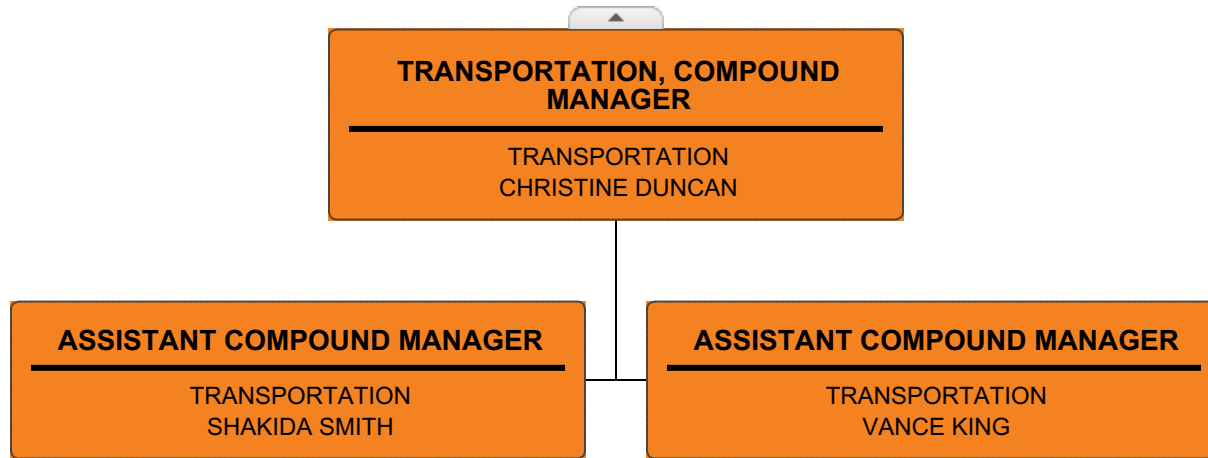 TRANSPORTATION, COMPOUND
MANAGER
TRANSPORTATION
CHRISTINE DUNCAN
ASSISTANT COMPOUND MANAGER
TRANSPORTATION
SHAKIDA SMITH
ASSISTANT COMPOUND MANAGER
TRANSPORTATION
VANCE KING